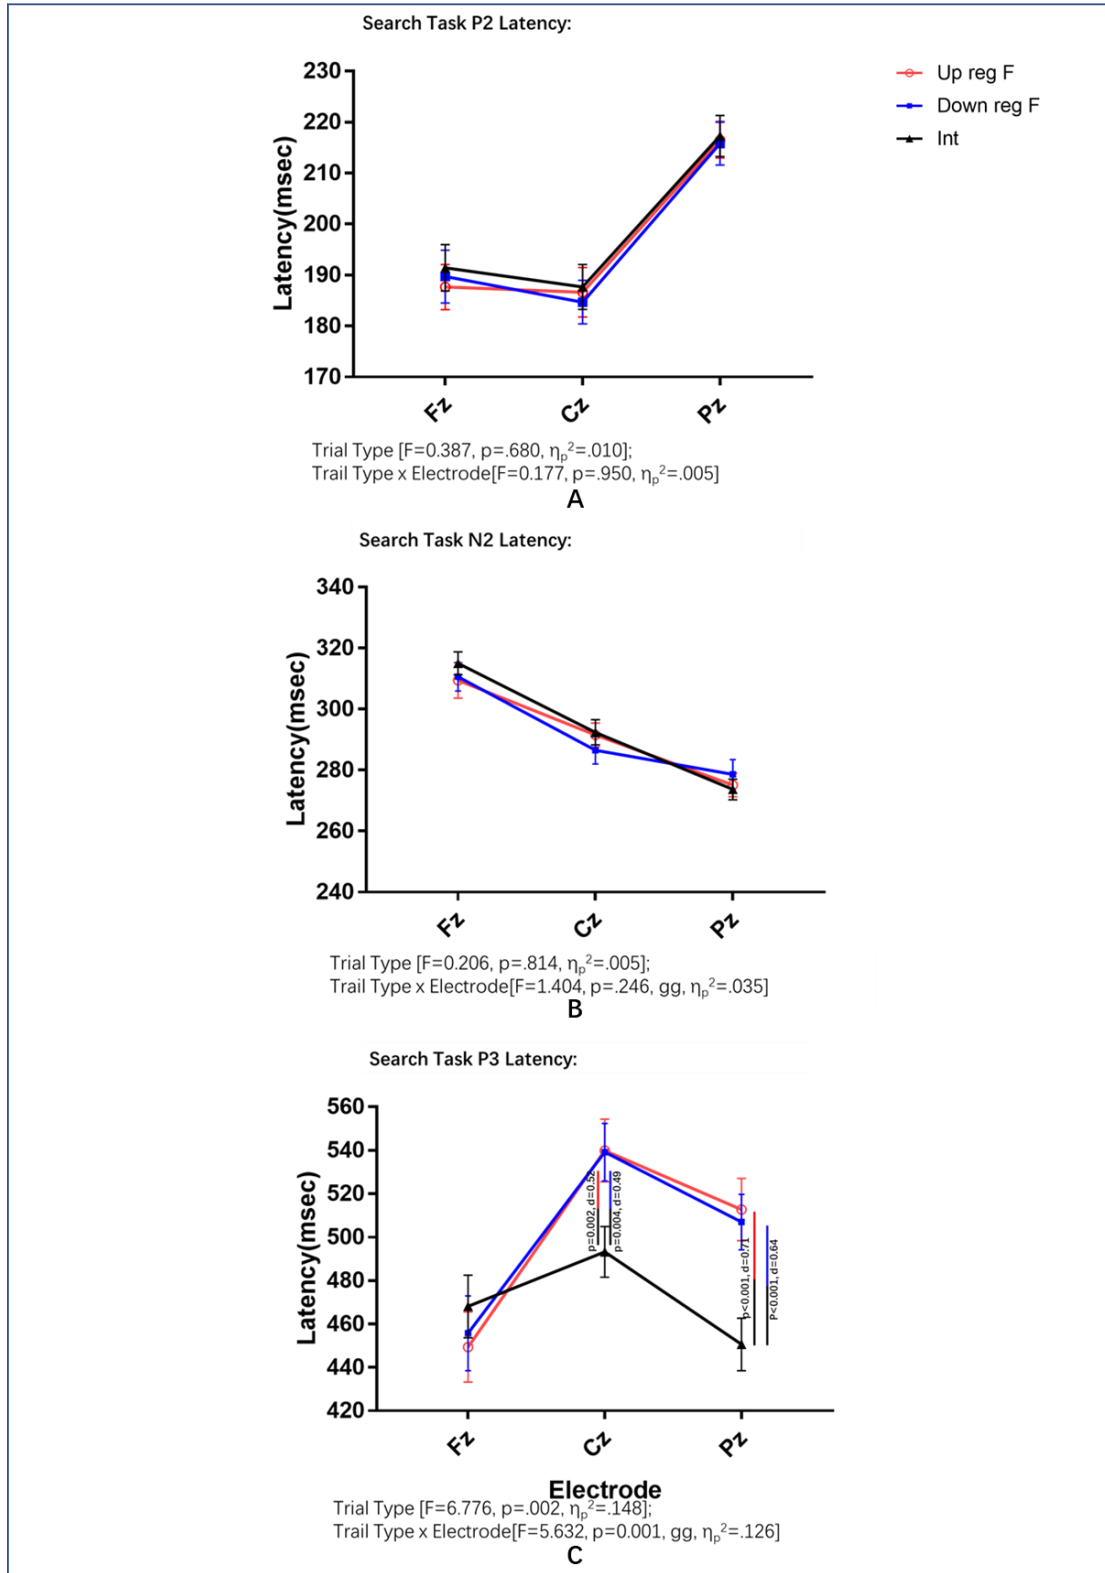 Search Task P2 Latency:
Up reg F
Down reg F
Int
Latency(msec)
230
220
210
200
190
180
170
Fz
Cz
Pz
Trial Type [F=0.387, p=.680, ηp²=.010];
Trail Type x Electrode[F=0.177, p=.950, ηp²=.005]
A
Search Task N2 Latency:
Latency(msec)
340
320
300
280
260
240
Fz
Cz
Pz
Trial Type [F=0.206, p=.814, ηp²=.005];
Trail Type x Electrode[F=1.404, p=.246, gg, ηp²=.035]
B
Search Task P3 Latency:
Latency(msec)
560
540
520
500
480
460
440
420
p=0.002, d=0.52
p=0.004, d=0.49
p<0.001, d=0.71
P<0.001, d=0.64
Fz
Cz
Pz
Electrode
Trial Type [F=6.776, p=.002, ηp²=.148];
Trail Type x Electrode[F=5.632, p=0.001, gg, ηp²=.126]
C